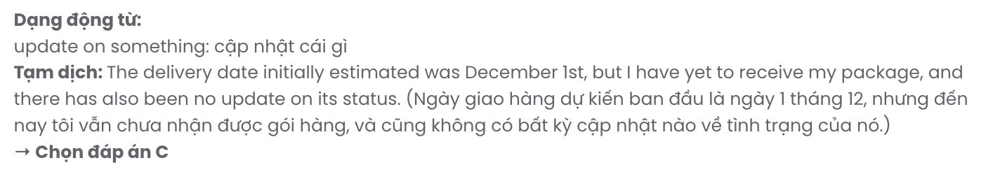 Dạng động từ:
update on something: cập nhật cái gì
Tạm dịch: The delivery date initially estimated was December 1st, but I have yet to receive my package, and
there has also been no update on its status. (Ngày giao hàng dự kiến ban đầu là ngày 1 tháng 12, nhưng đến
nay tôi vẫn chưa nhận được gói hàng, và cũng không có bất kỳ cập nhật nào về tình trạng của nó.)
→ Chọn đáp án C